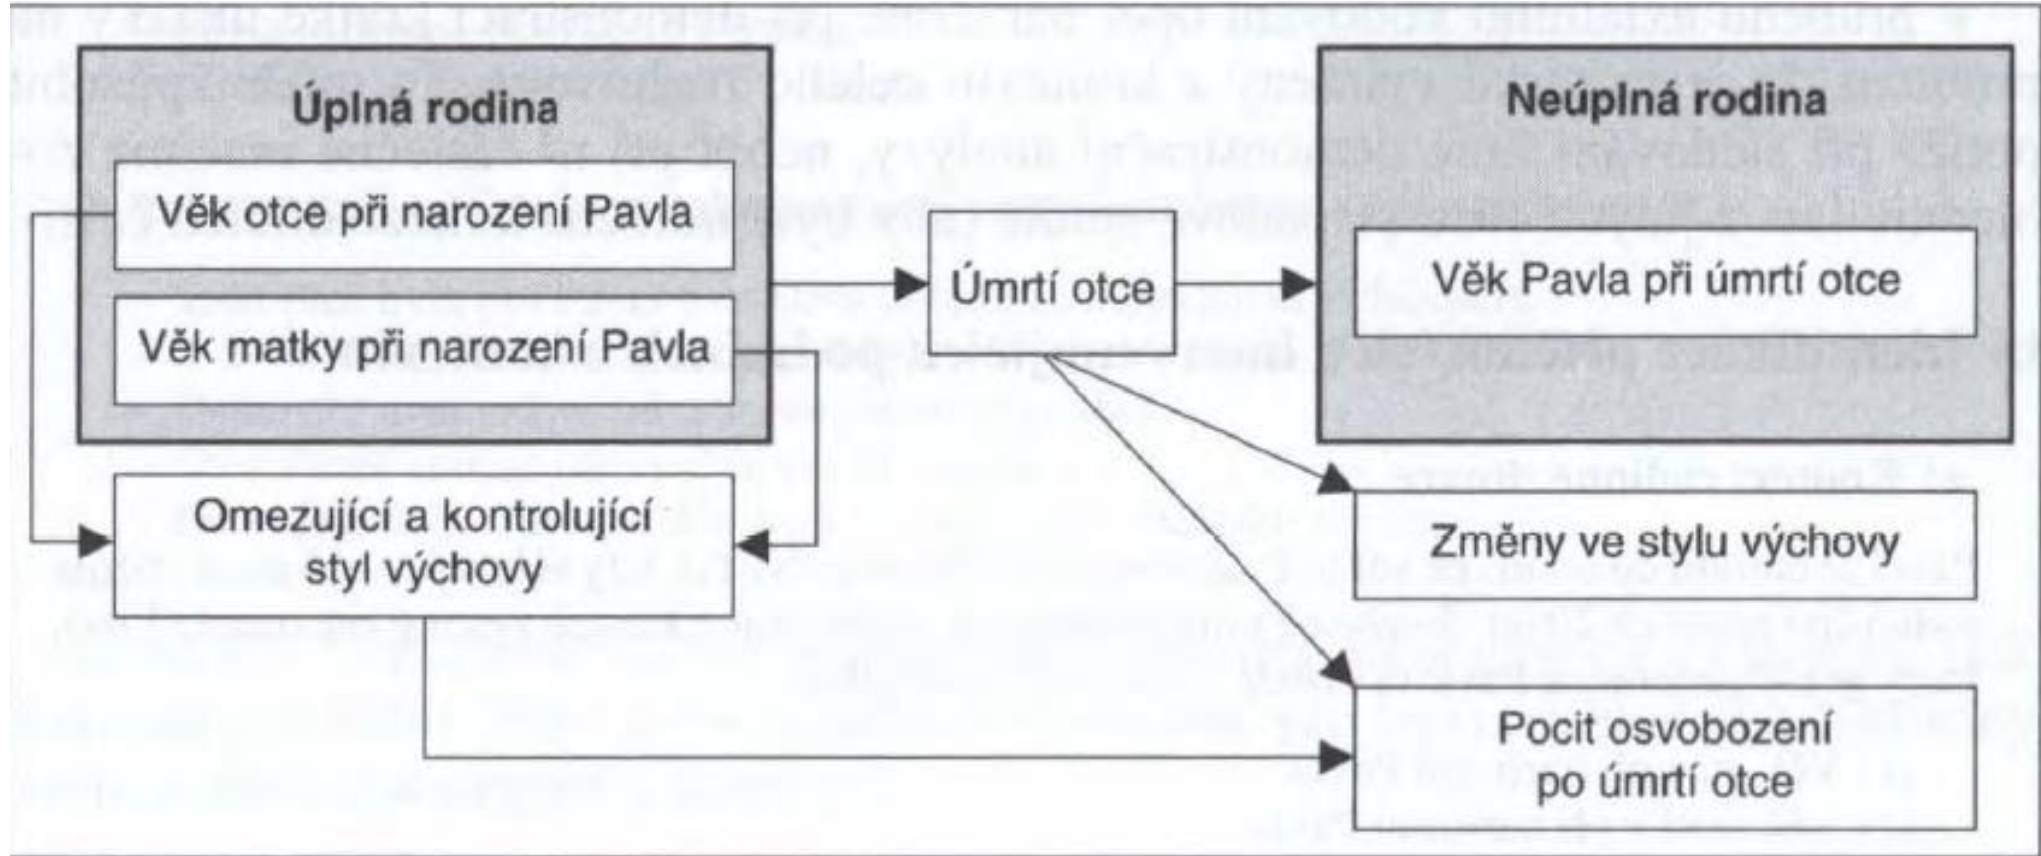 Úplná rodina
Věk otce při narození Pavla
Věk matky při narození Pavla
Omezující a kontrolující
styl výchovy
Úmrtí otce
Neúplná rodina
Věk Pavla při úmrtí otce
Změny ve stylu výchovy
Pocit osvobození
po úmrtí otce